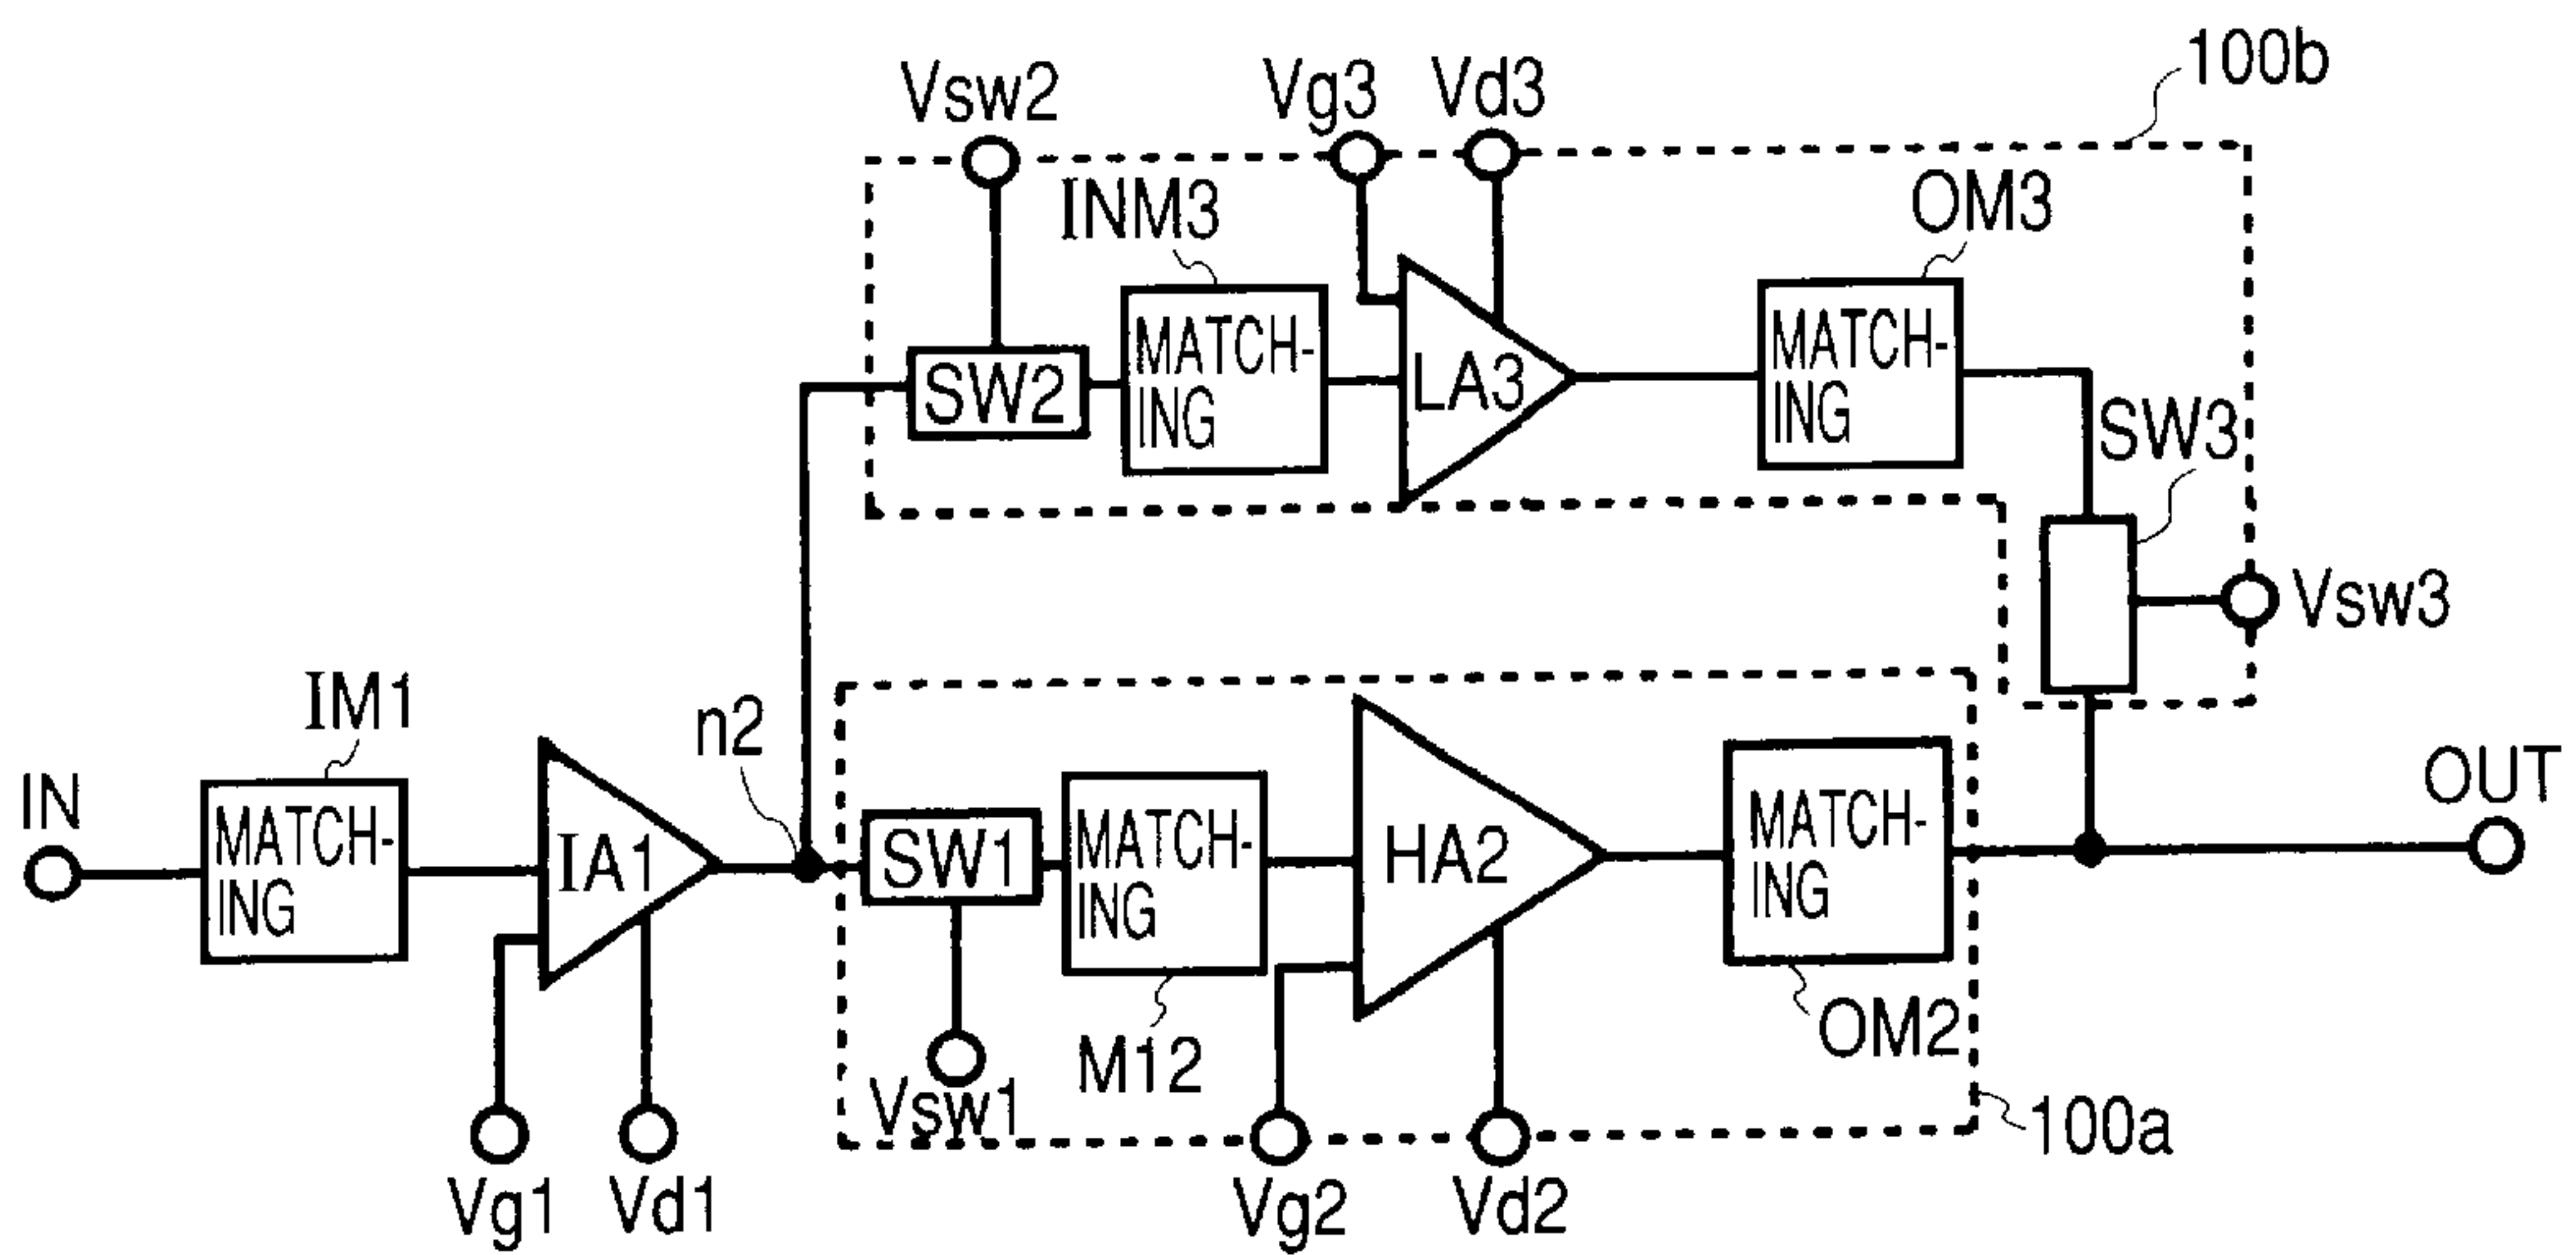 100b
Vsw2
Vg3
Vd3
INM3
OM3
MATCH-
ING
MATCH-
ING
SW2
LA3
SW3
Vsw3
IM1
n2
IN
OUT
MATCH-
ING
IA1
SW1
MATCH-
ING
HA2
MATCH-
ING
M12
OM2
Vsw1
100a
Vg1
Vd1
Vg2
Vd2